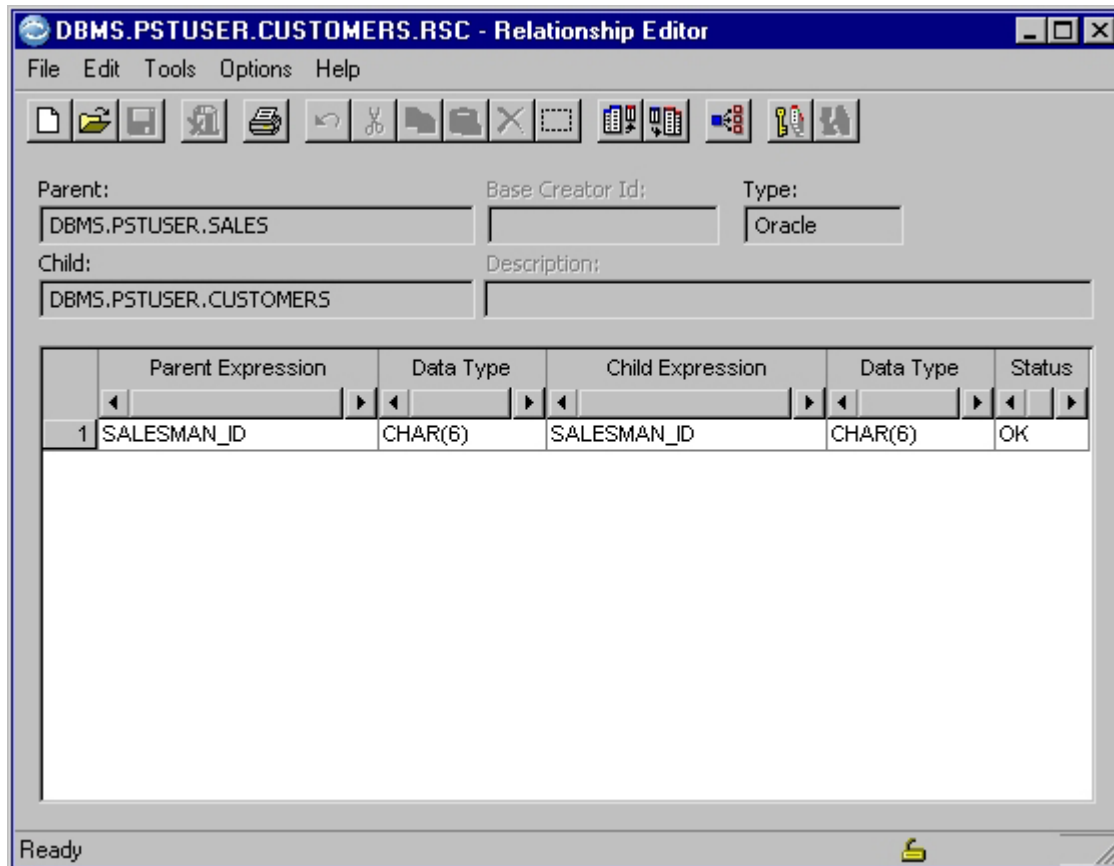 DBMS.PSTUSER.CUSTOMERS.RSC - Relationship Editor
File Edit Tools Options Help
Parent: Base Creator Id: Type:
DBMS.PSTUSER.SALES Oracle
Child: Description:
DBMS.PSTUSER.CUSTOMERS
Parent Expression Data Type Child Expression Data Type Status
1 SALESMAN_ID CHAR(6) SALESMAN_ID CHAR(6) OK
Ready